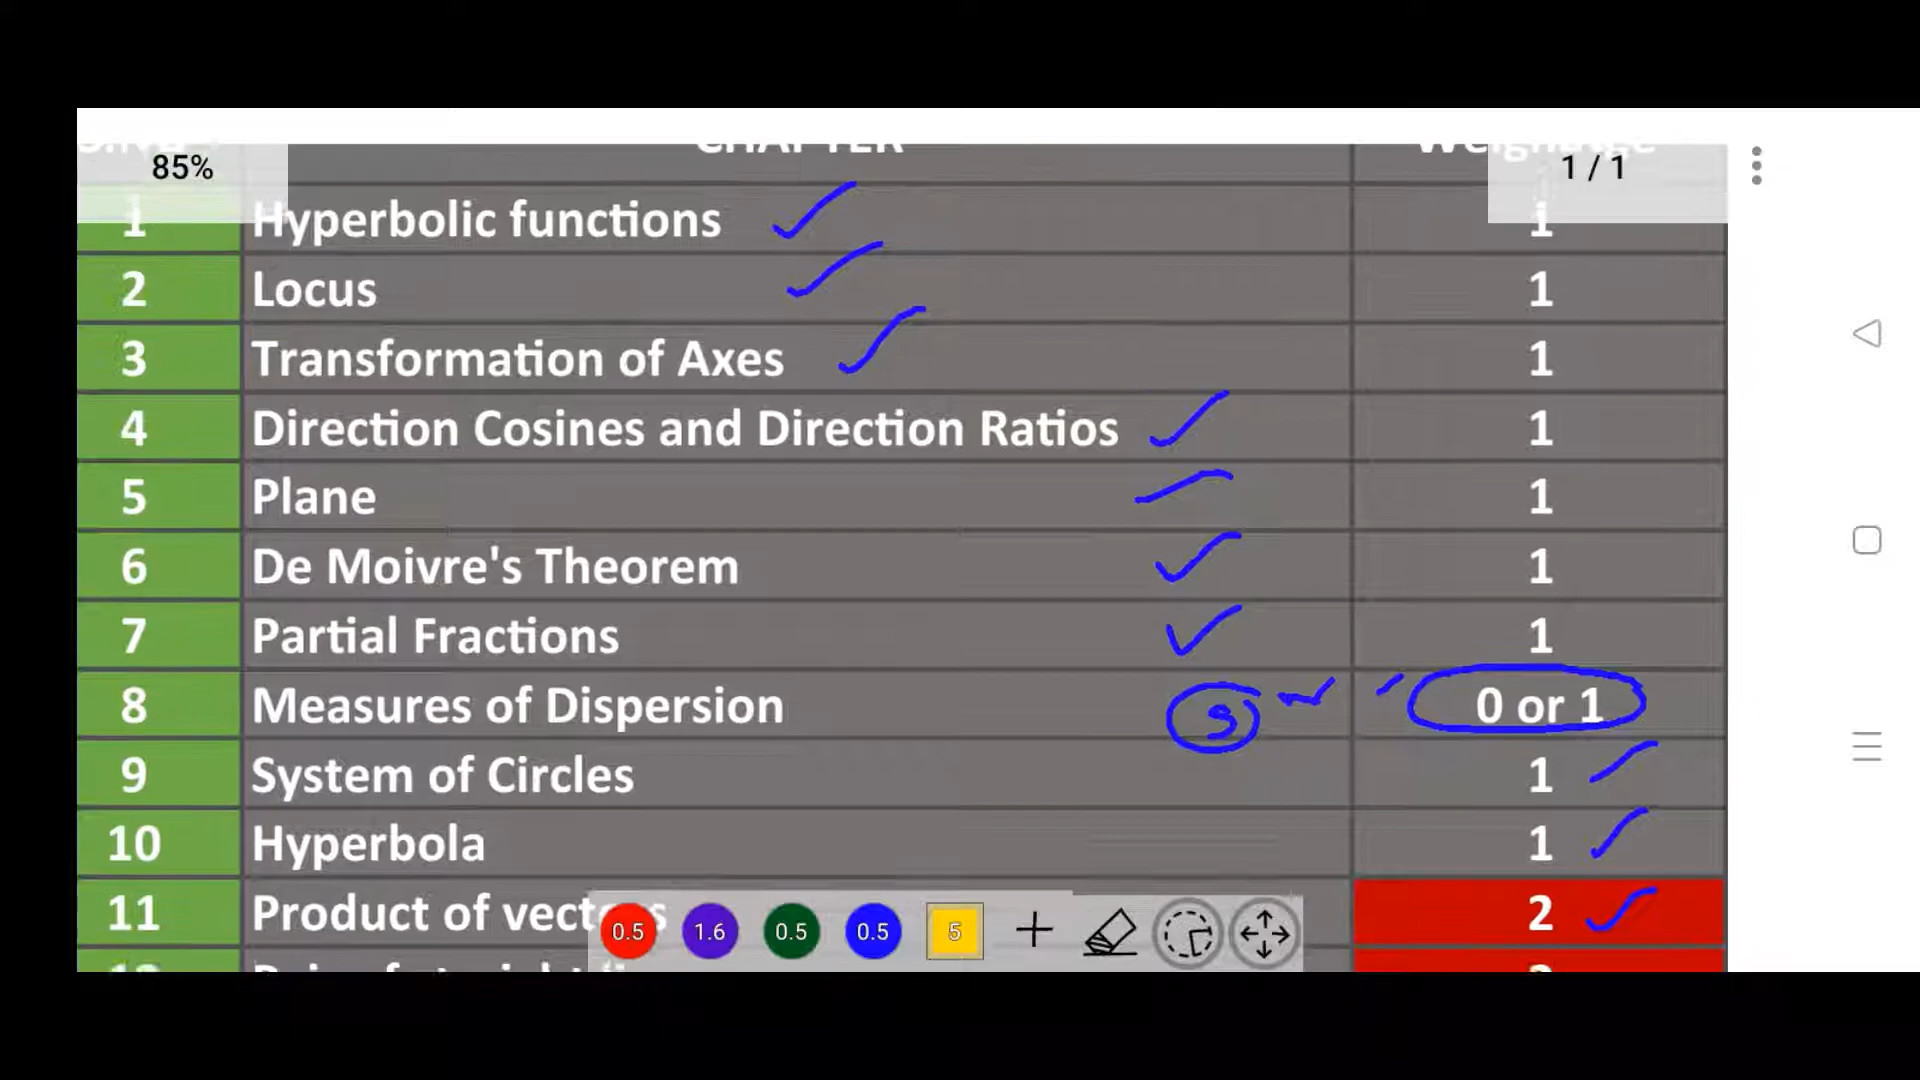 CHAPTER Weightage
85% 1 / 1
1 Hyperbolic functions 1
2 Locus 1
3 Transformation of Axes 1
4 Direction Cosines and Direction Ratios 1
5 Plane 1
6 De Moivre's Theorem 1
7 Partial Fractions 1
8 Measures of Dispersion 0 or 1
9 System of Circles 1
10 Hyperbola 1
11 Product of vectors 2
0.5 1.6 0.5 0.5 5